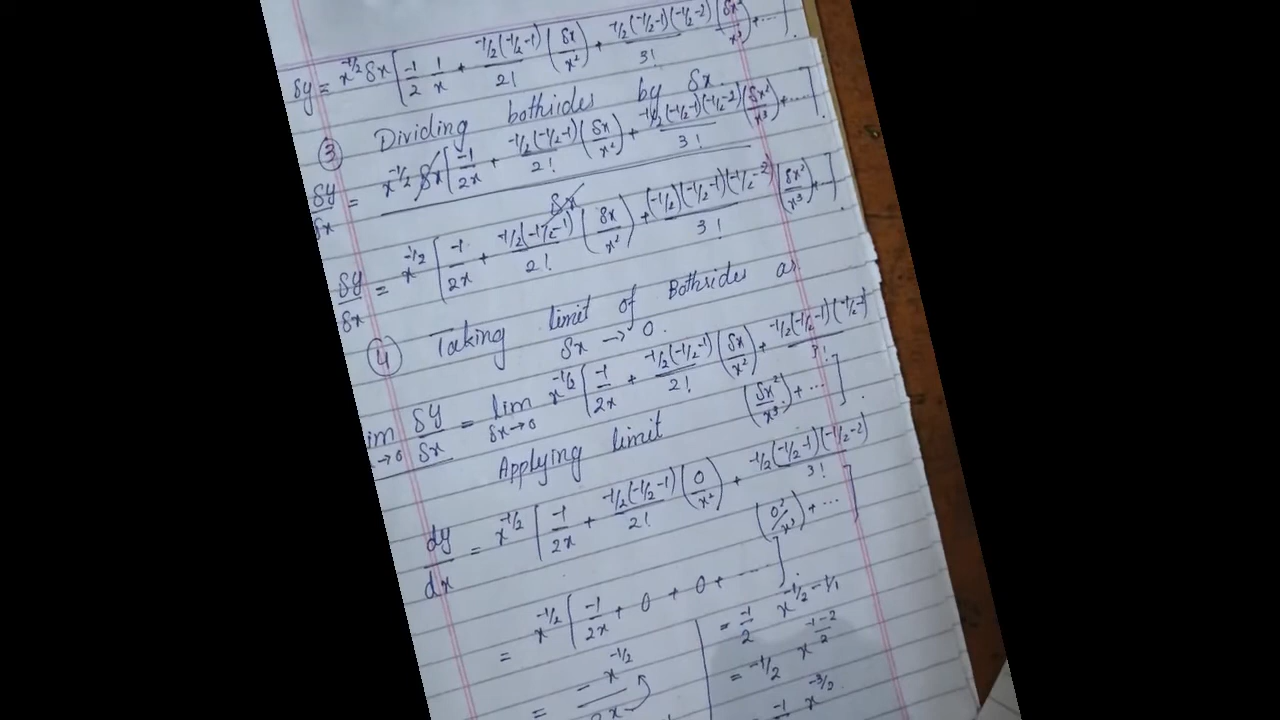 δy = x^{-1/2} δx [ -1/2 1/x + -1/2(-1/2-1)/2! (δx/x²) + -1/2(-1/2-1)(-1/2-2)/3! (δx²/x³) + ... ].
③ Dividing bothsides by δx.
δy/δx = x^{-1/2} δx [ -1/2x + -1/2(-1/2-1)/2! (δx/x²) + -1/2(-1/2-1)(-1/2-2)/3! (δx²/x³) + .... ].
δx
δy/δx = x^{-1/2} [ -1/2x + -1/2(-1/2-1)/2! (δx/x²) + (-1/2)(-1/2-1)(-1/2-2)/3! (δx²/x³) + ... ].
④ Taking limit of Bothsides as
δx → 0.
im →0 δy/δx = lim δx→0 x^{-1/2} [ -1/2x + -1/2(-1/2-1)/2! (δx/x²) + -1/2(-1/2-1)(-1/2-)/3!
(δx²/x³) + ... ].
Applying limit
dy/dx = x^{-1/2} [ -1/2x + -1/2(-1/2-1)/2! (0/x²) + -1/2(-1/2-1)(-1/2-2)/3!
(0²/x³) + ... ]
= x^{-1/2} [ -1/2x + 0 + 0 + ... ].
= -x^{-1/2}/2x
= -1/2 x^{-1/2-1/1}
= -1/2 x^{-1-2/2}
-1 x^{-3/2}